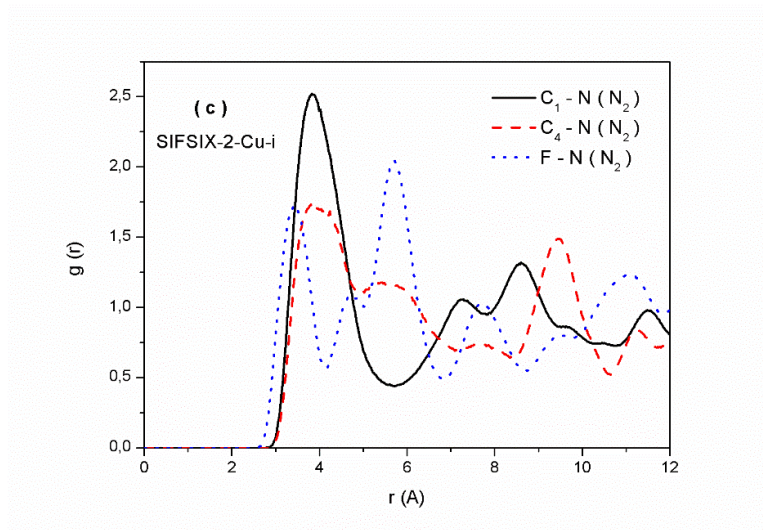 ( c )
SIFSIX-2-Cu-i
C₁ - N ( N₂ )
C₄ - N ( N₂ )
F - N ( N₂ )
g (r)
2,5
2,0
1,5
1,0
0,5
0,0
0 2 4 6 8 10 12
r (A)